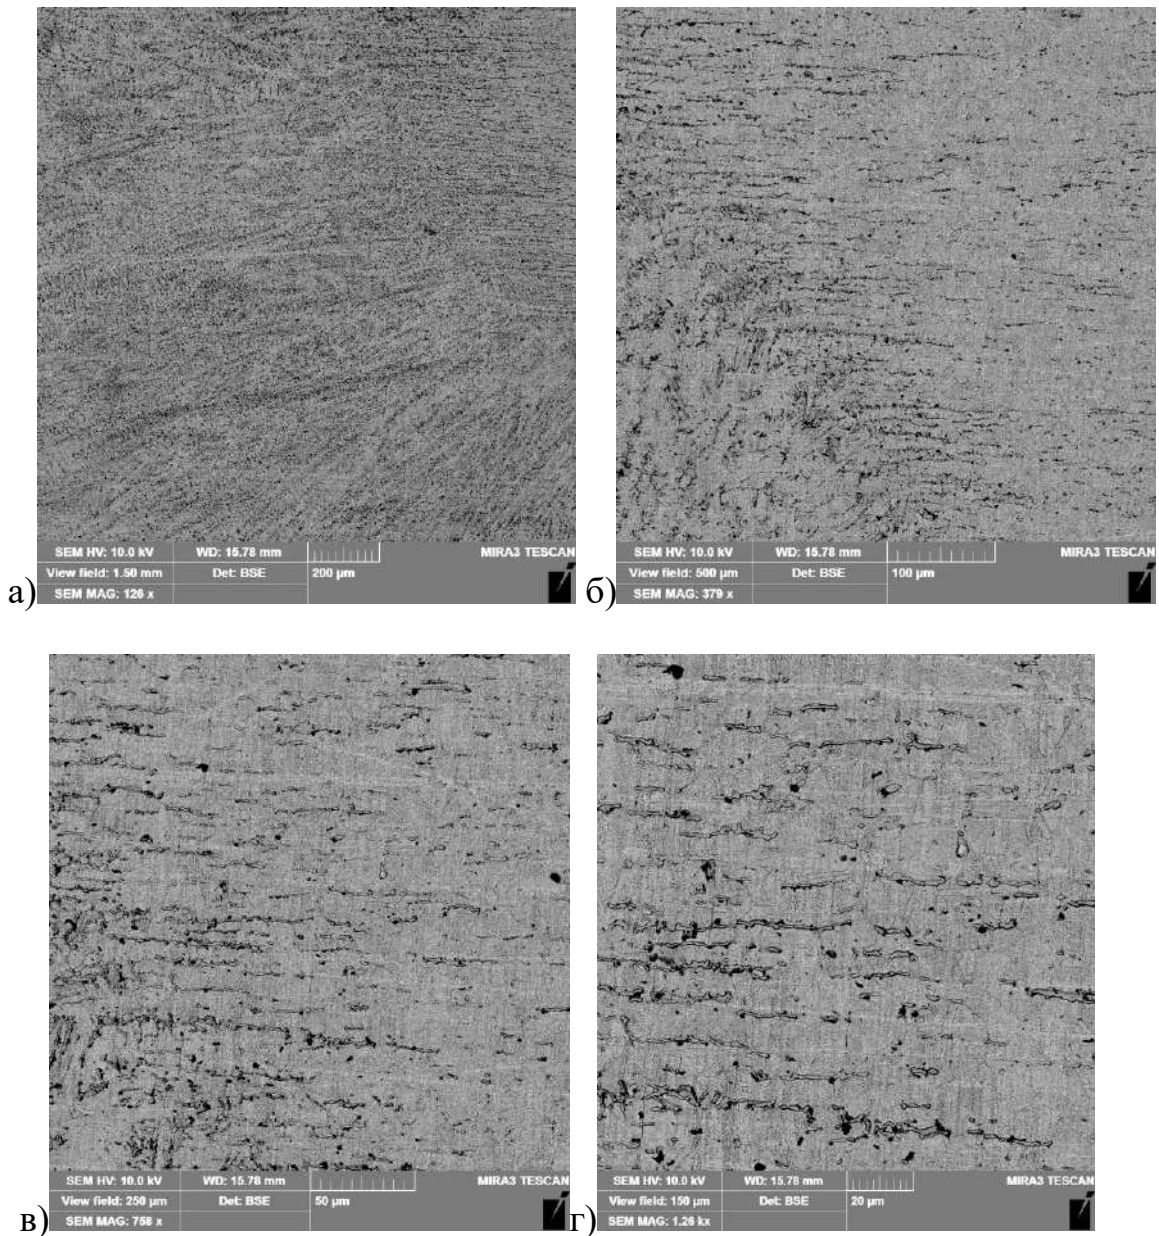 SEM HV: 10.0 kV WD: 15.78 mm MIRA3 TESCAN
View field: 1.50 mm Det: BSE 200 µm
SEM MAG: 126 x
а)
SEM HV: 10.0 kV WD: 15.78 mm MIRA3 TESCAN
View field: 500 µm Det: BSE 100 µm
SEM MAG: 379 x
б)
SEM HV: 10.0 kV WD: 15.78 mm MIRA3 TESCAN
View field: 250 µm Det: BSE 50 µm
SEM MAG: 758 x
в)
SEM HV: 10.0 kV WD: 15.78 mm MIRA3 TESCAN
View field: 150 µm Det: BSE 20 µm
SEM MAG: 1.26 kx
г)